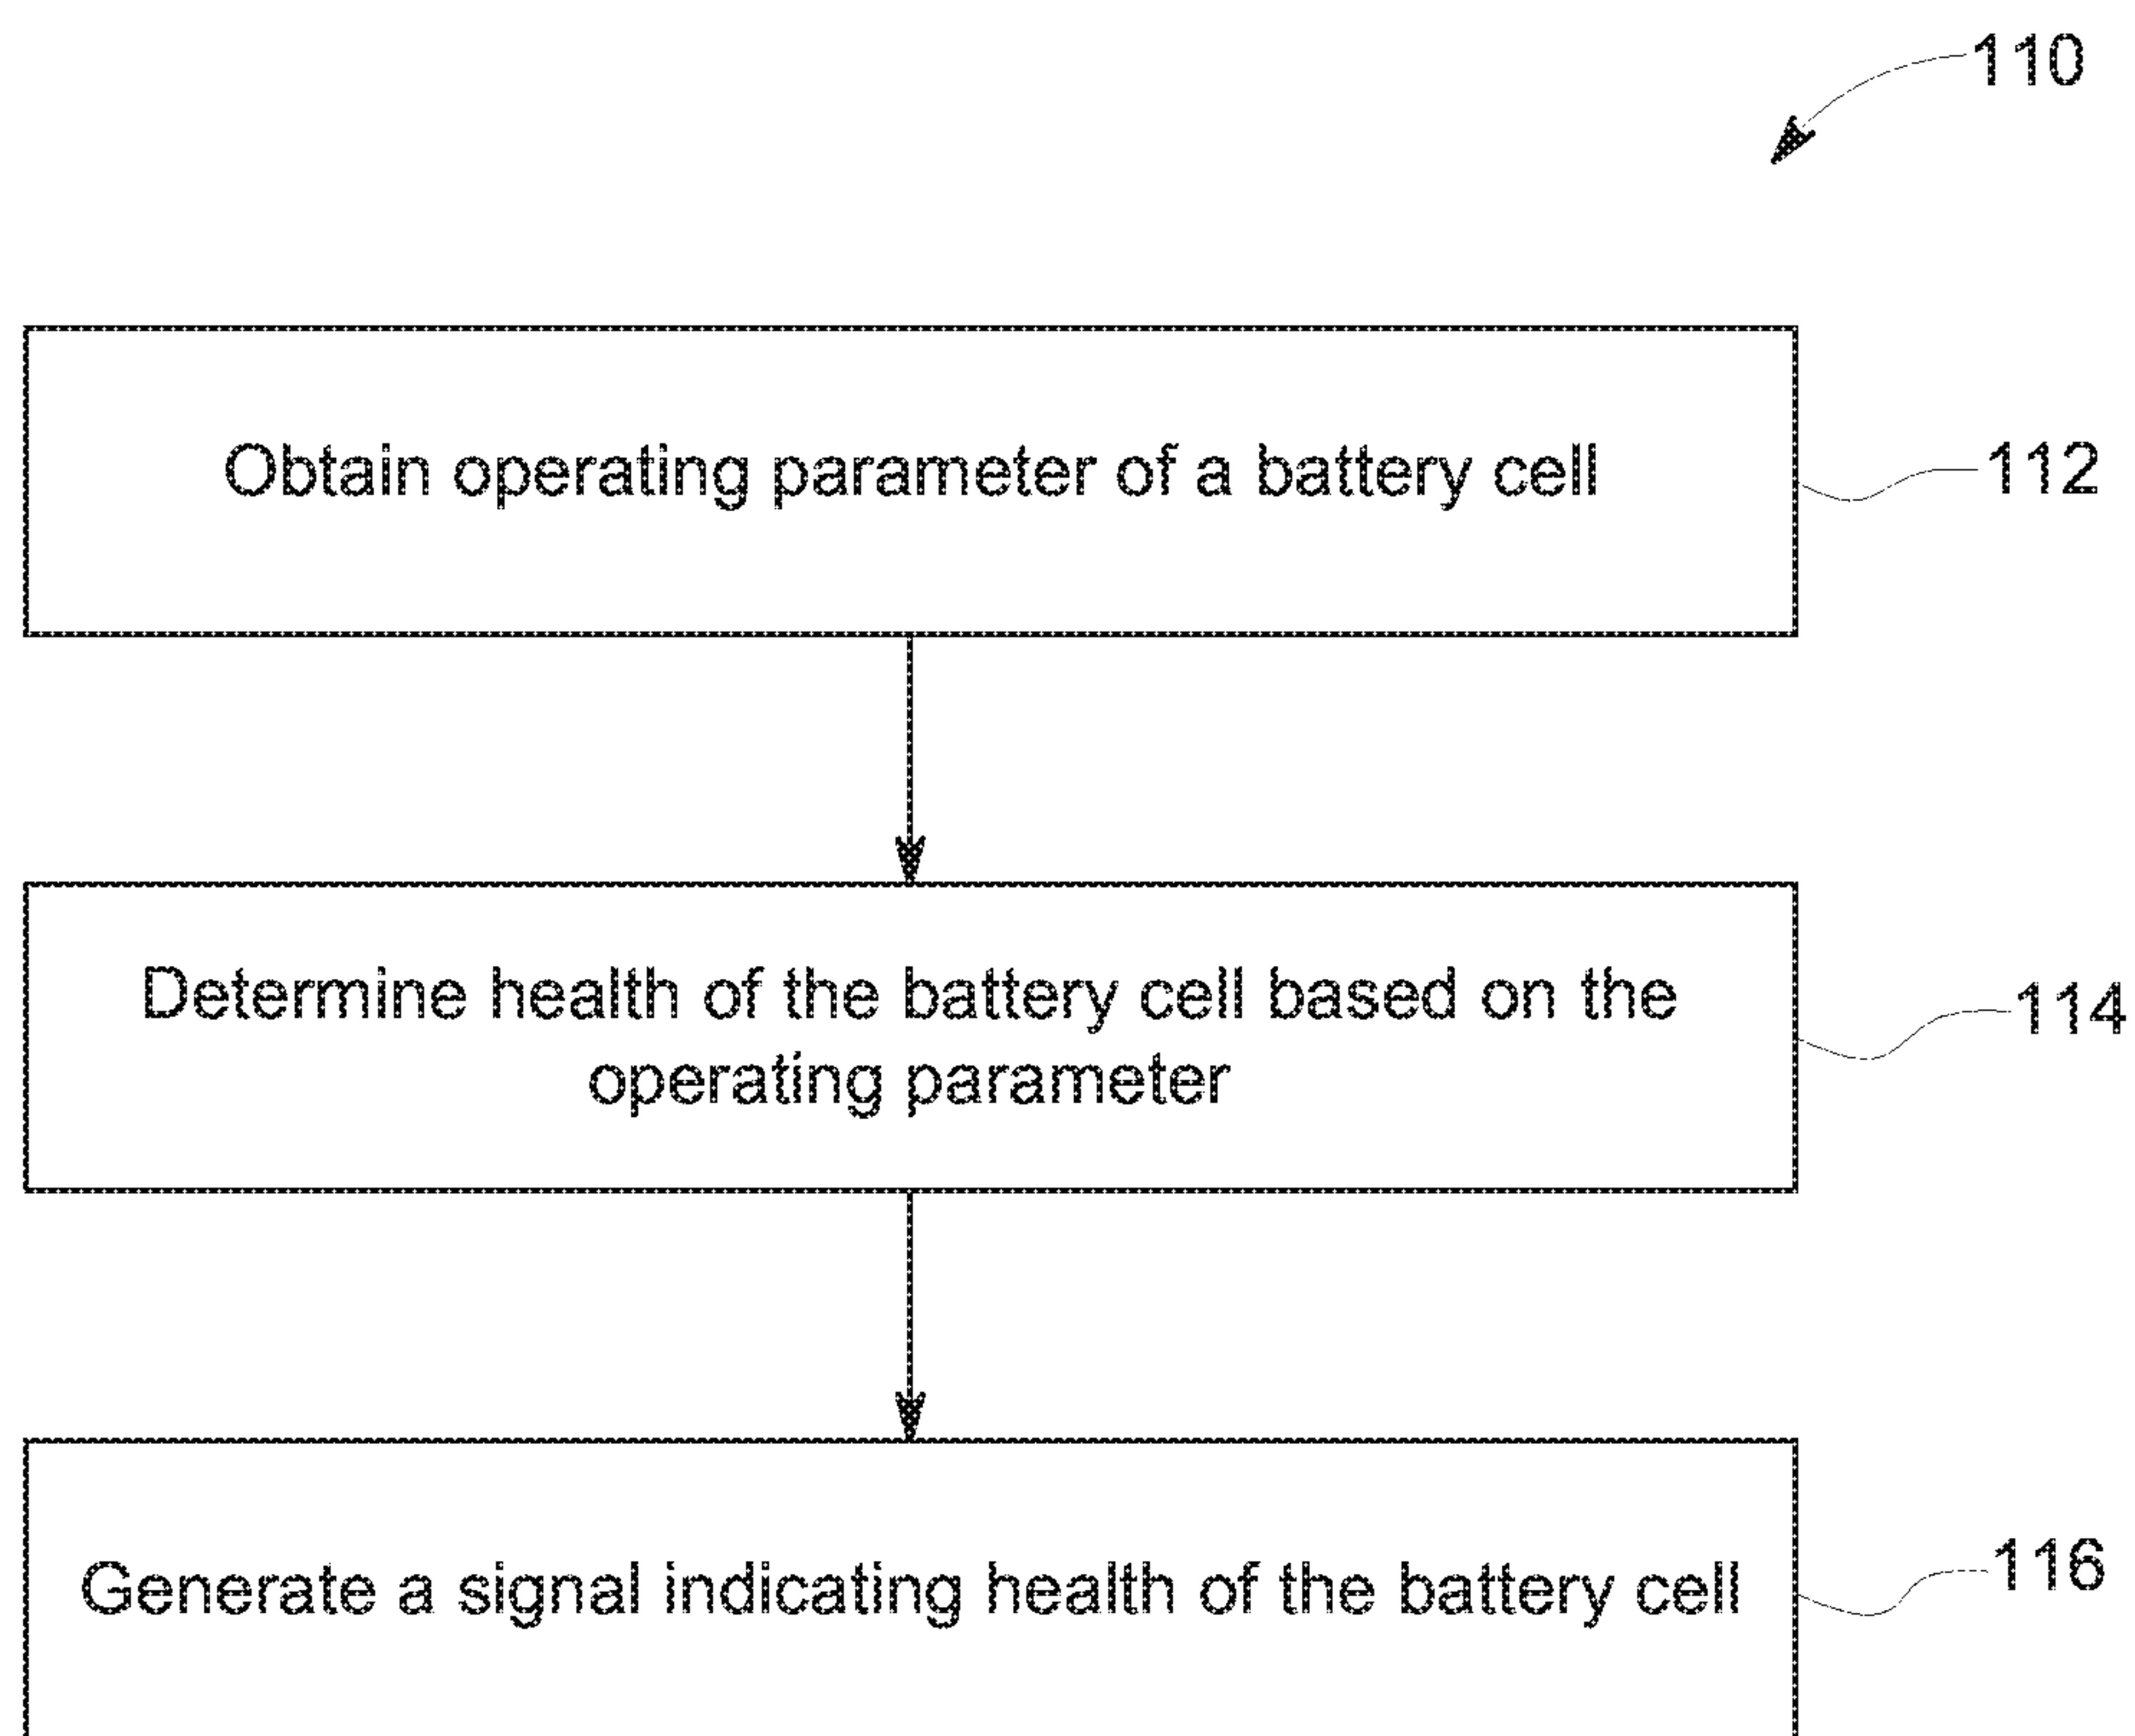 110
Obtain operating parameter of a battery cell
112
Determine health of the battery cell based on the
operating parameter
114
Generate a signal indicating health of the battery cell
116